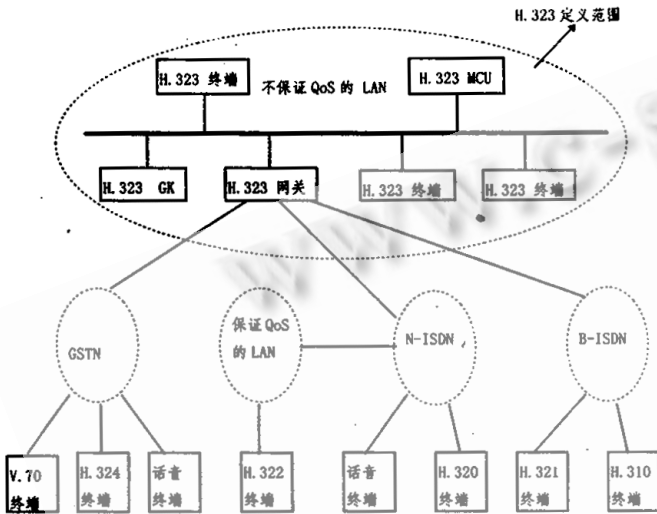 H.323 定义范围
H.323 终端
不保证 QoS 的 LAN
H.323 MCU
H.323 GK
H.323 网关
H.323 终端
H.323 终端
GSTN
保证 QoS
的 LAN
N-ISDN
B-ISDN
V.70
终端
H.324
终端
话音
终端
H.322
终端
话音
终端
H.320
终端
H.321
终端
H.310
终端